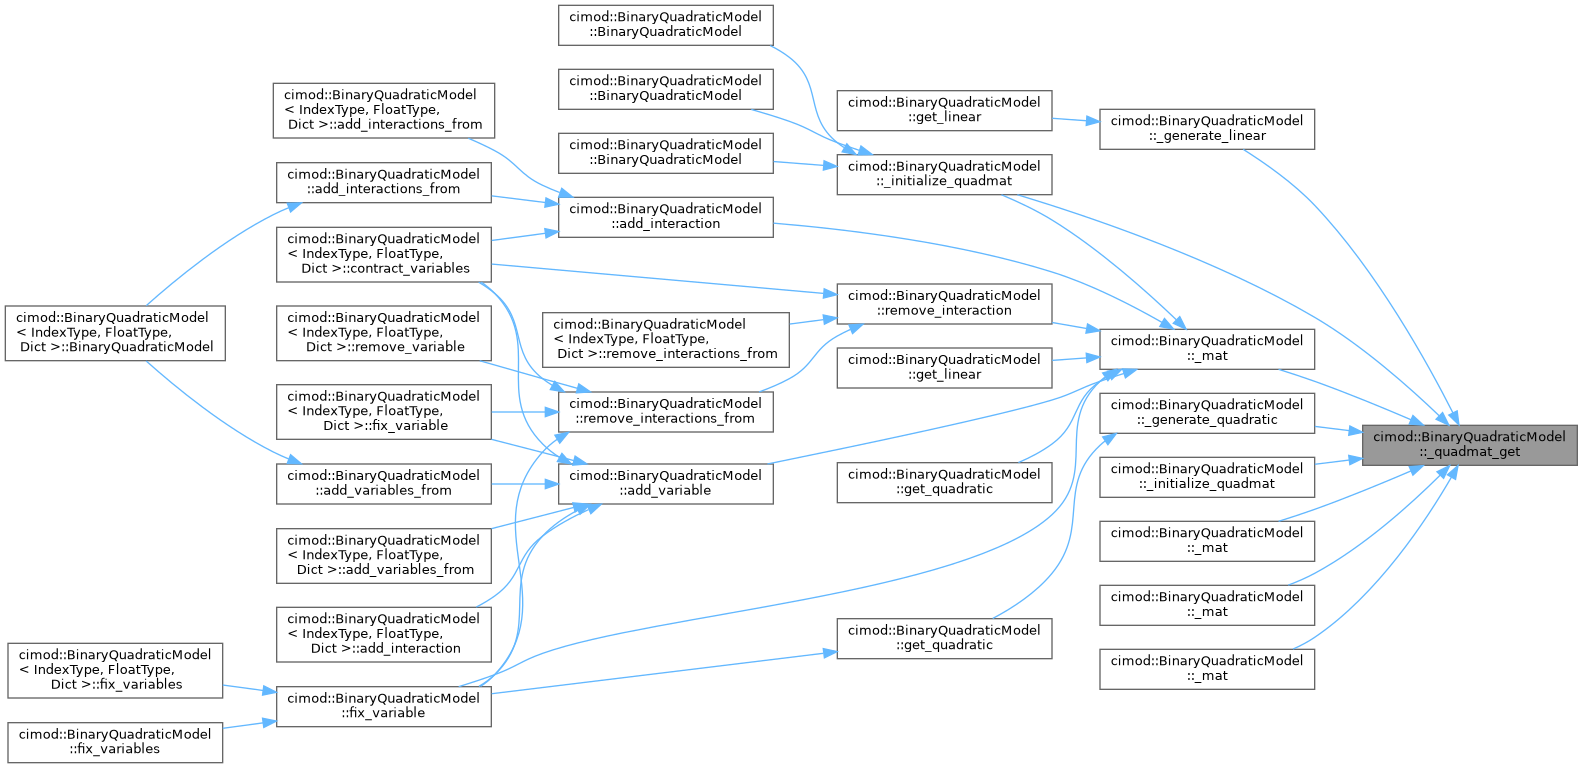 cimod::BinaryQuadraticModel
::BinaryQuadraticModel
cimod::BinaryQuadraticModel
::BinaryQuadraticModel
cimod::BinaryQuadraticModel
::BinaryQuadraticModel
cimod::BinaryQuadraticModel
< IndexType, FloatType,
Dict >::add_interactions_from
cimod::BinaryQuadraticModel
::add_interactions_from
cimod::BinaryQuadraticModel
< IndexType, FloatType,
Dict >::contract_variables
cimod::BinaryQuadraticModel
< IndexType, FloatType,
Dict >::BinaryQuadraticModel
cimod::BinaryQuadraticModel
< IndexType, FloatType,
Dict >::remove_variable
cimod::BinaryQuadraticModel
< IndexType, FloatType,
Dict >::fix_variable
cimod::BinaryQuadraticModel
::add_variables_from
cimod::BinaryQuadraticModel
< IndexType, FloatType,
Dict >::add_variables_from
cimod::BinaryQuadraticModel
< IndexType, FloatType,
Dict >::add_interaction
cimod::BinaryQuadraticModel
< IndexType, FloatType,
Dict >::fix_variables
cimod::BinaryQuadraticModel
::fix_variables
cimod::BinaryQuadraticModel
::fix_variable
cimod::BinaryQuadraticModel
::add_interaction
cimod::BinaryQuadraticModel
< IndexType, FloatType,
Dict >::remove_interactions_from
cimod::BinaryQuadraticModel
::remove_interactions_from
cimod::BinaryQuadraticModel
::add_variable
cimod::BinaryQuadraticModel
::get_linear
cimod::BinaryQuadraticModel
::_initialize_quadmat
cimod::BinaryQuadraticModel
::remove_interaction
cimod::BinaryQuadraticModel
::get_linear
cimod::BinaryQuadraticModel
::get_quadratic
cimod::BinaryQuadraticModel
::get_quadratic
cimod::BinaryQuadraticModel
::_generate_linear
cimod::BinaryQuadraticModel
::_mat
cimod::BinaryQuadraticModel
::_generate_quadratic
cimod::BinaryQuadraticModel
::_initialize_quadmat
cimod::BinaryQuadraticModel
::_mat
cimod::BinaryQuadraticModel
::_mat
cimod::BinaryQuadraticModel
::_mat
cimod::BinaryQuadraticModel
::_quadmat_get